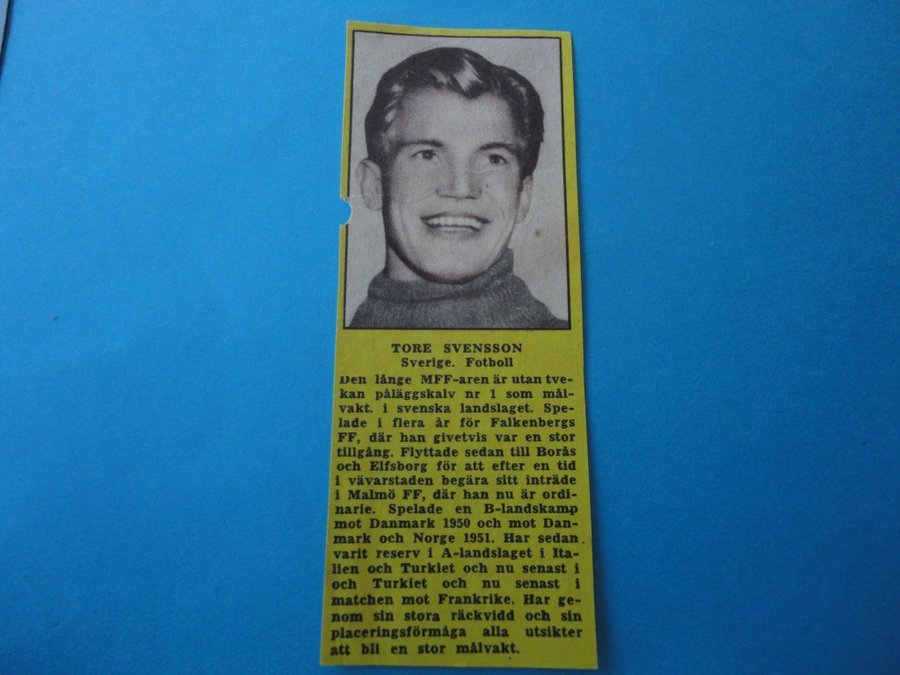 TORE SVENSSON
Sverige. Fotboll
Den långe MFF-aren är utan tve-
kan påläggskalv nr 1 som mål-
vakt. i svenska landslaget. Spe-
lade i flera år för Falkenbergs
FF, där han givetvis var en stor
tillgång. Flyttade sedan till Borås
och Elfsborg för att efter en tid
i vävarstaden begära sitt inträde
i Malmö FF, där han nu är ordi-
narie. Spelade en B-landskamp
mot Danmark 1950 och mot Dan-
mark och Norge 1951. Har sedan
varit reserv i A-landslaget i Ita-
lien och Turkiet och nu senast i
och Turkiet och nu senast i
matchen mot Frankrike. Har ge-
nom sin stora räckvidd och sin
placeringsförmåga alla utsikter
att bli en stor målvakt.